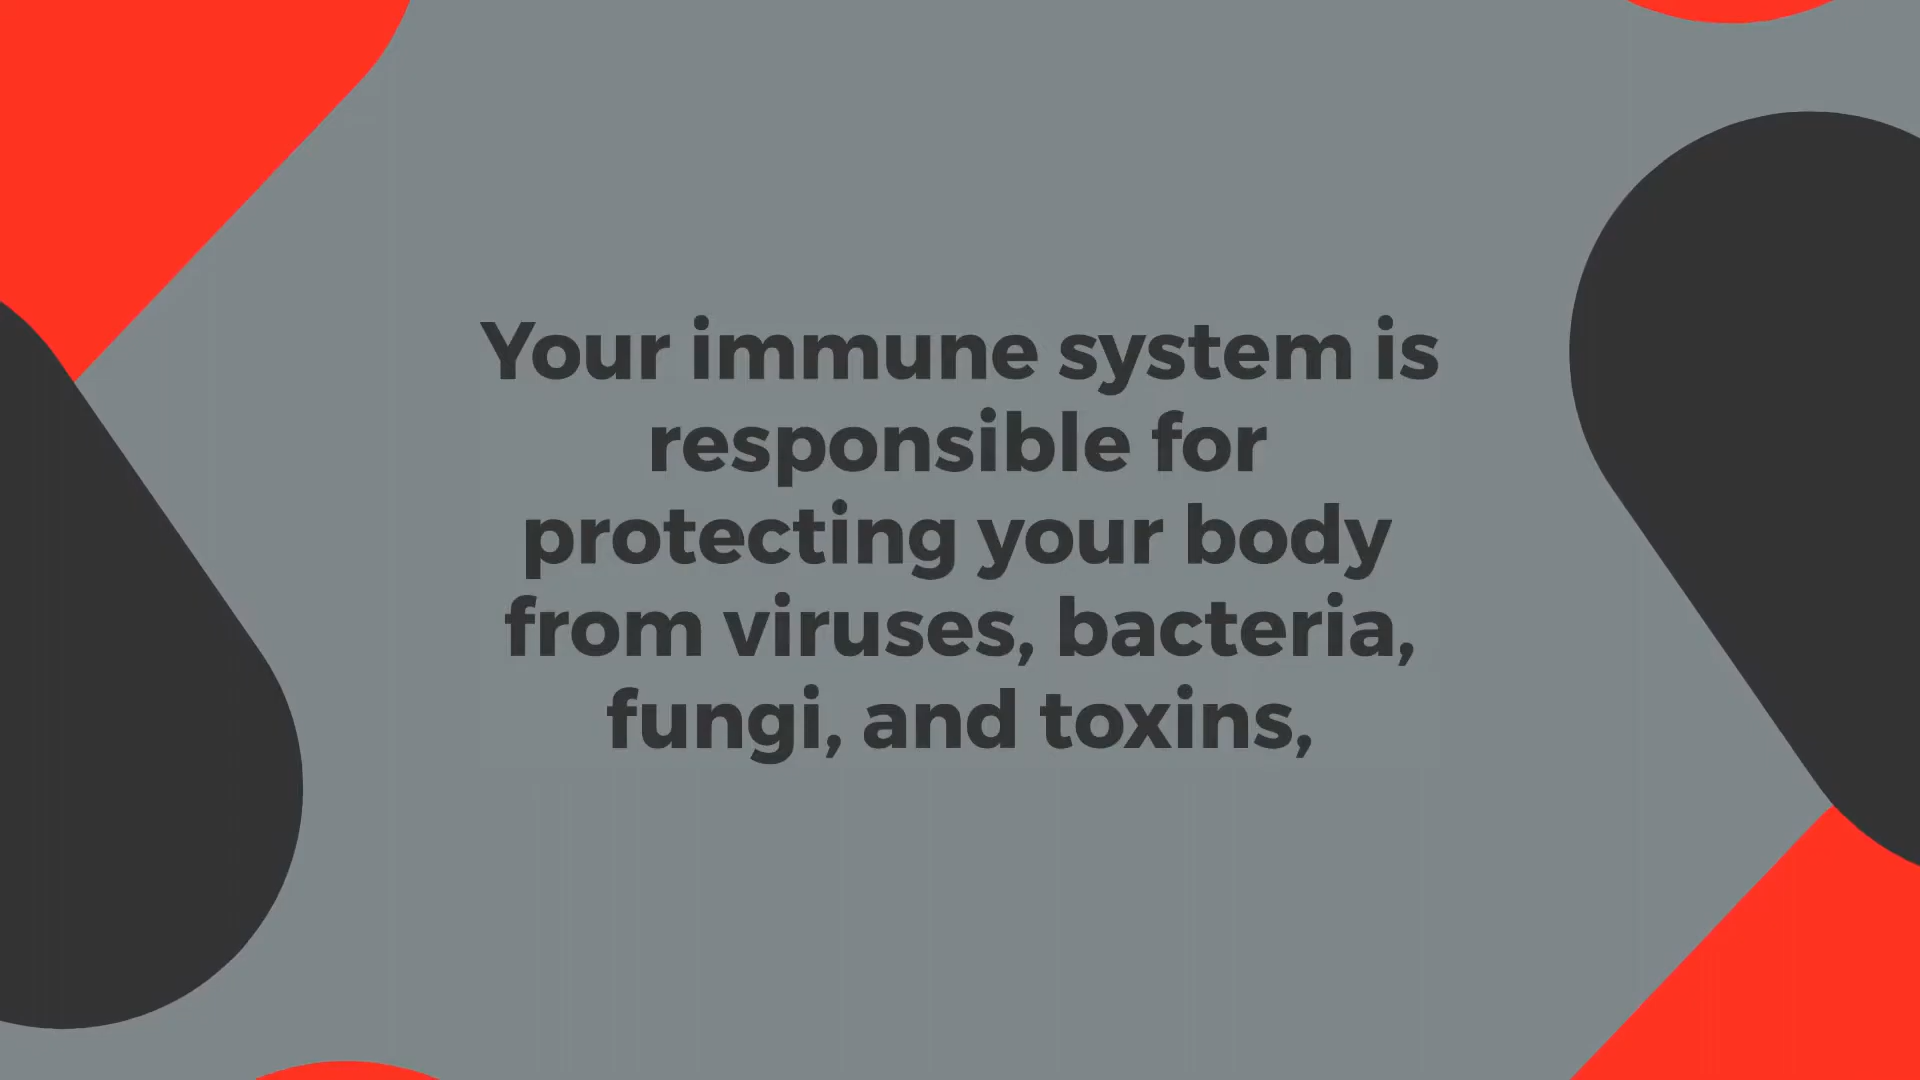 Your immune system is
responsible for
protecting your body
from viruses, bacteria,
fungi, and toxins,